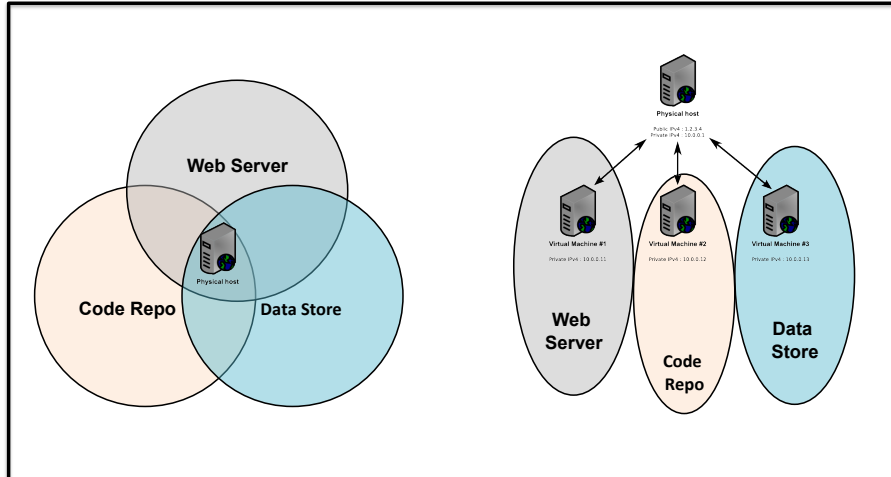 Web Server
Code Repo
Data Store
Physical host
Physical host
Public IPv4 : 1.2.3.4
Private IPv4 : 10.0.0.1
Virtual Machine #1
Private IPv4 : 10.0.0.11
Virtual Machine #2
Private IPv4 : 10.0.0.12
Virtual Machine #3
Private IPv4 : 10.0.0.13
Web
Server
Code
Repo
Data
Store